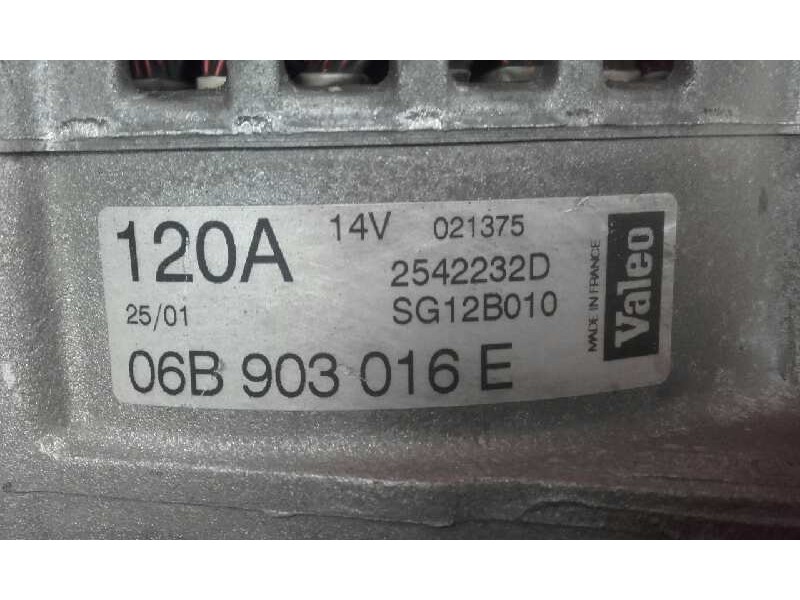 120A 14V 021375
2542232D
25/01 SG12B010
06B 903 016 E
MADE IN FRANCE
Valeo